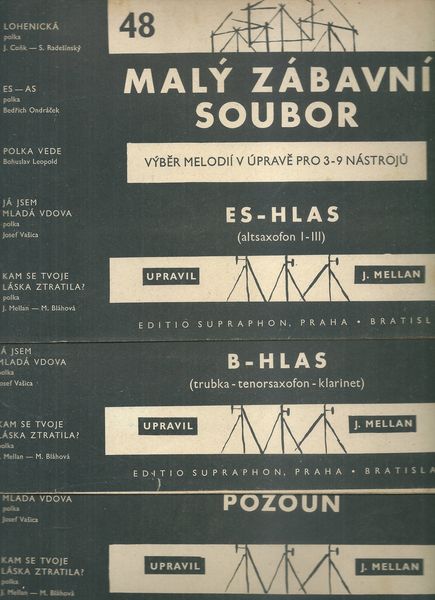 LOHENICKÁ
polka
J. Coňk — S. Radešínský
ES — AS
polka
Bedřich Ondráček
POLKA VEDE
Bohuslav Leopold
JÁ JSEM
MLADÁ VDOVA
polka
Josef Vašica
KAM SE TVOJE
LÁSKA ZTRATILA?
polka
J. Mellan — M. Bláhová
48
MALÝ ZÁBAVNÍ
SOUBOR
VÝBĚR MELODIÍ V ÚPRAVĚ PRO 3-9 NÁSTROJŮ
ES-HLAS
(altsaxofon I-III)
UPRAVIL
J. MELLAN
EDITIO SUPRAPHON, PRAHA • BRATISLA
Á JSEM
MLADÁ VDOVA
polka
Josef Vašica
KAM SE TVOJE
LÁSKA ZTRATILA?
polka
J. Mellan — M. Bláhová
B-HLAS
(trubka-tenorsaxofon-klarinet)
UPRAVIL
J. MELLAN
EDITIO SUPRAPHON, PRAHA • BRATISLA
MLADÁ VDOVA
polka
Josef Vašica
KAM SE TVOJE
LÁSKA ZTRATILA?
polka
J. Mellan — M. Bláhová
POZOUN
UPRAVIL
J. MELLAN